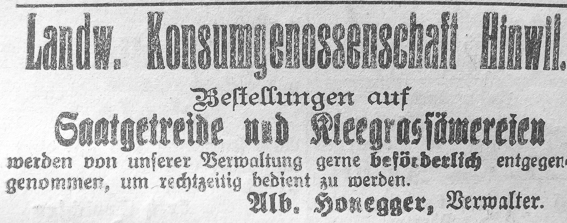 Landw. Konsumgenossenschaft Hinwil.
Bestellungen auf
Saatgetreide und Kleegrassämereien
werden von unserer Verwaltung gerne beförderlich entgegen
genommen, um rechtzeitig bedient zu werden.
Alb. Honegger, Verwalter.